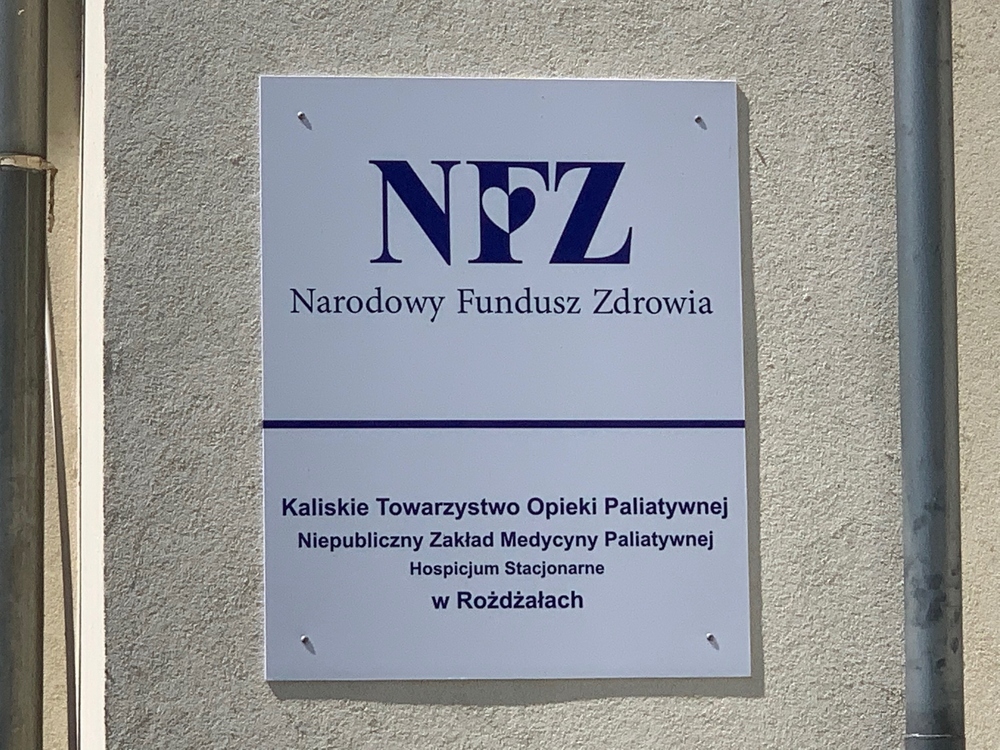 NFZ
Narodowy Fundusz Zdrowia
Kaliskie Towarzystwo Opieki Paliatywnej
Niepubliczny Zakład Medycyny Paliatywnej
Hospicjum Stacjonarne
w Rożdżałach